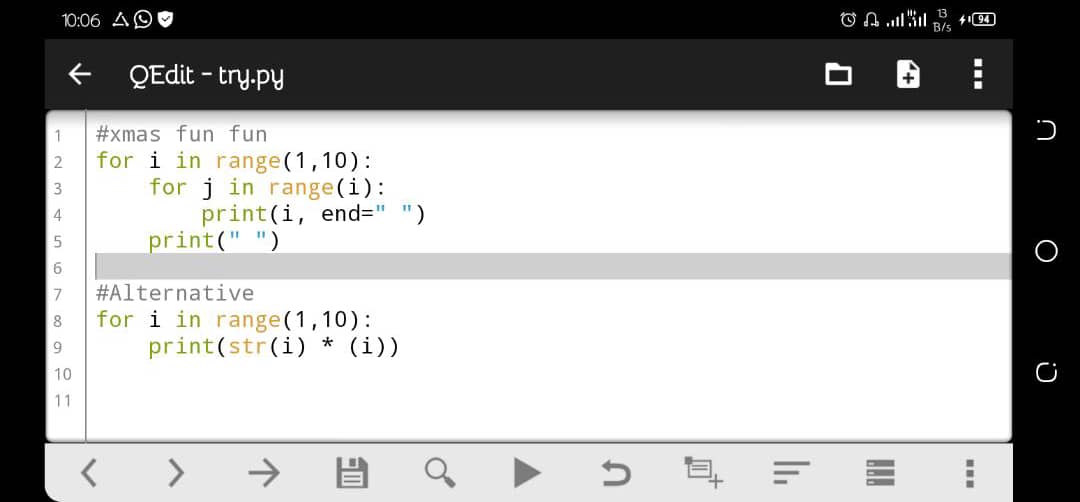 10:06
13
B/s
94
QEdit - try.py
1 #xmas fun fun
2 for i in range(1,10):
3     for j in range(i):
4         print(i, end=" ")
5     print(" ")
6
7 #Alternative
8 for i in range(1,10):
9     print(str(i) * (i))
10
11